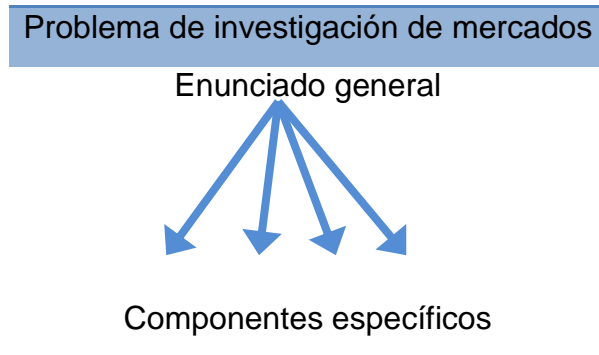 Problema de investigación de mercados
Enunciado general
Componentes específicos